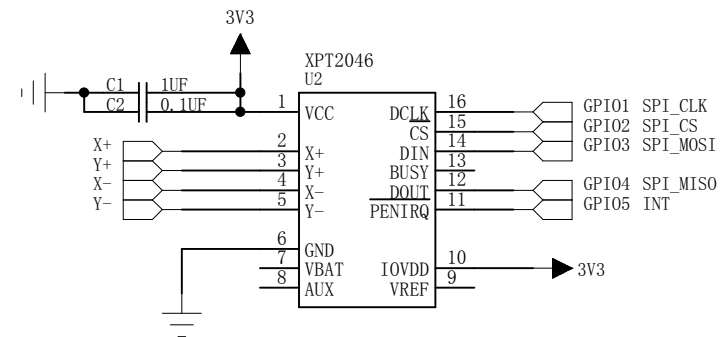 3V3
XPT2046
U2
C1 1UF
C2 0.1UF
1 VCC DCLK 16 GPIO1 SPI_CLK
CS 15 GPIO2 SPI_CS
X+ 2 X+ DIN 14 GPIO3 SPI_MOSI
Y+ 3 Y+ BUSY 13
X- 4 X- DOUT 12 GPIO4 SPI_MISO
Y- 5 Y- PENIRQ 11 GPIO5 INT
6 GND
7 VBAT IOVDD 10 3V3
8 AUX VREF 9